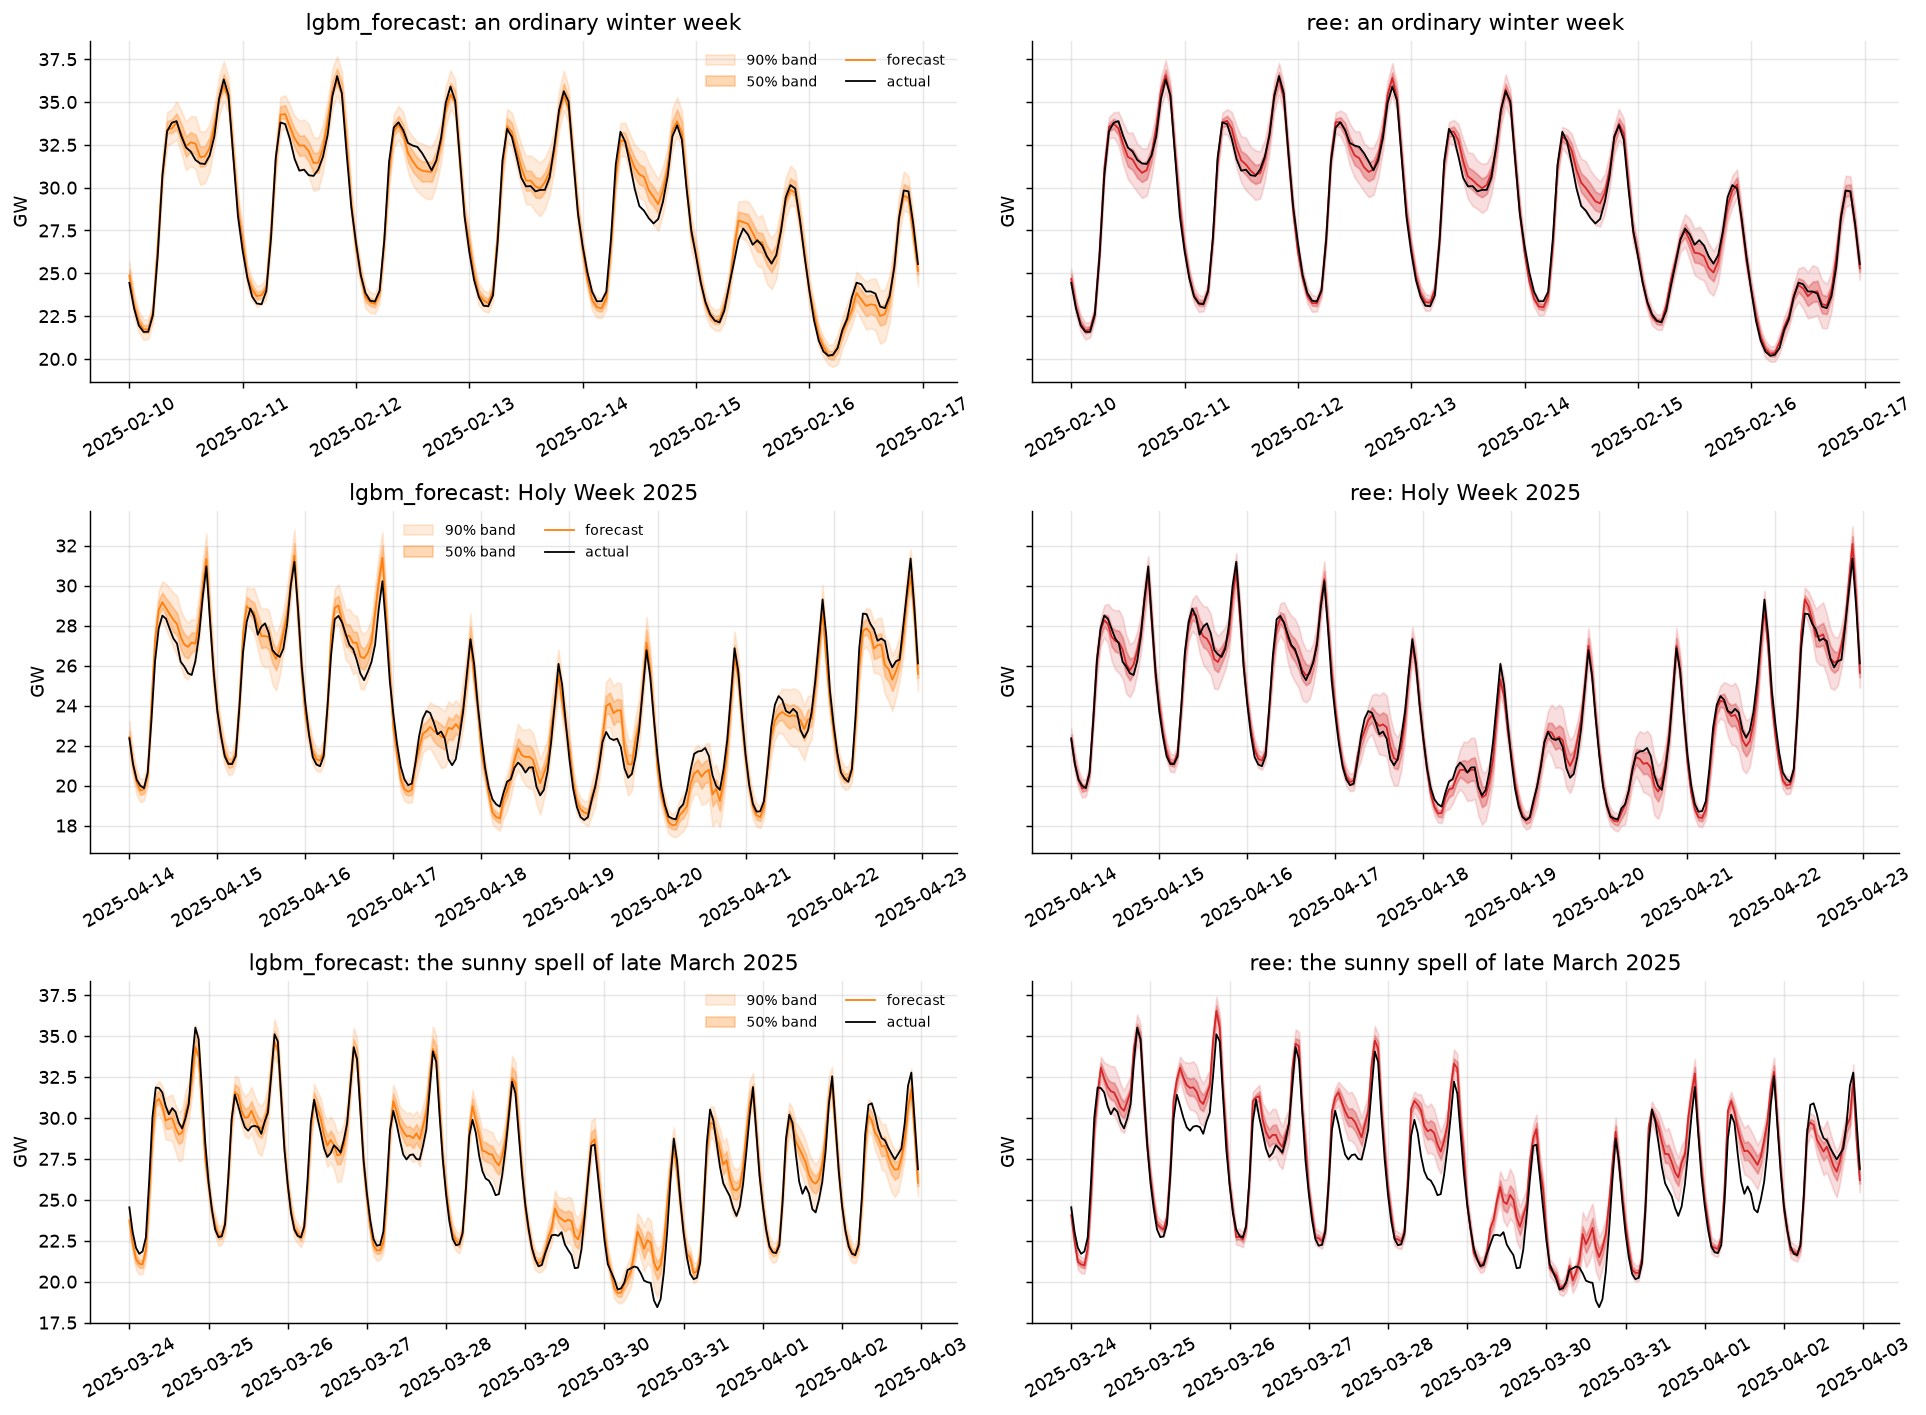 lgbm_forecast: an ordinary winter week
ree: an ordinary winter week
90% band forecast
50% band actual
GW
37.5
35.0
32.5
30.0
27.5
25.0
22.5
20.0
GW
2025-02-10 2025-02-11 2025-02-12 2025-02-13 2025-02-14 2025-02-15 2025-02-16 2025-02-17
2025-02-10 2025-02-11 2025-02-12 2025-02-13 2025-02-14 2025-02-15 2025-02-16 2025-02-17
lgbm_forecast: Holy Week 2025
ree: Holy Week 2025
90% band forecast
50% band actual
GW
32
30
28
26
24
22
20
18
GW
2025-04-14 2025-04-15 2025-04-16 2025-04-17 2025-04-18 2025-04-19 2025-04-20 2025-04-21 2025-04-22 2025-04-23
2025-04-14 2025-04-15 2025-04-16 2025-04-17 2025-04-18 2025-04-19 2025-04-20 2025-04-21 2025-04-22 2025-04-23
lgbm_forecast: the sunny spell of late March 2025
ree: the sunny spell of late March 2025
90% band forecast
50% band actual
GW
37.5
35.0
32.5
30.0
27.5
25.0
22.5
20.0
17.5
GW
2025-03-24 2025-03-25 2025-03-26 2025-03-27 2025-03-28 2025-03-29 2025-03-30 2025-03-31 2025-04-01 2025-04-02 2025-04-03
2025-03-24 2025-03-25 2025-03-26 2025-03-27 2025-03-28 2025-03-29 2025-03-30 2025-03-31 2025-04-01 2025-04-02 2025-04-03